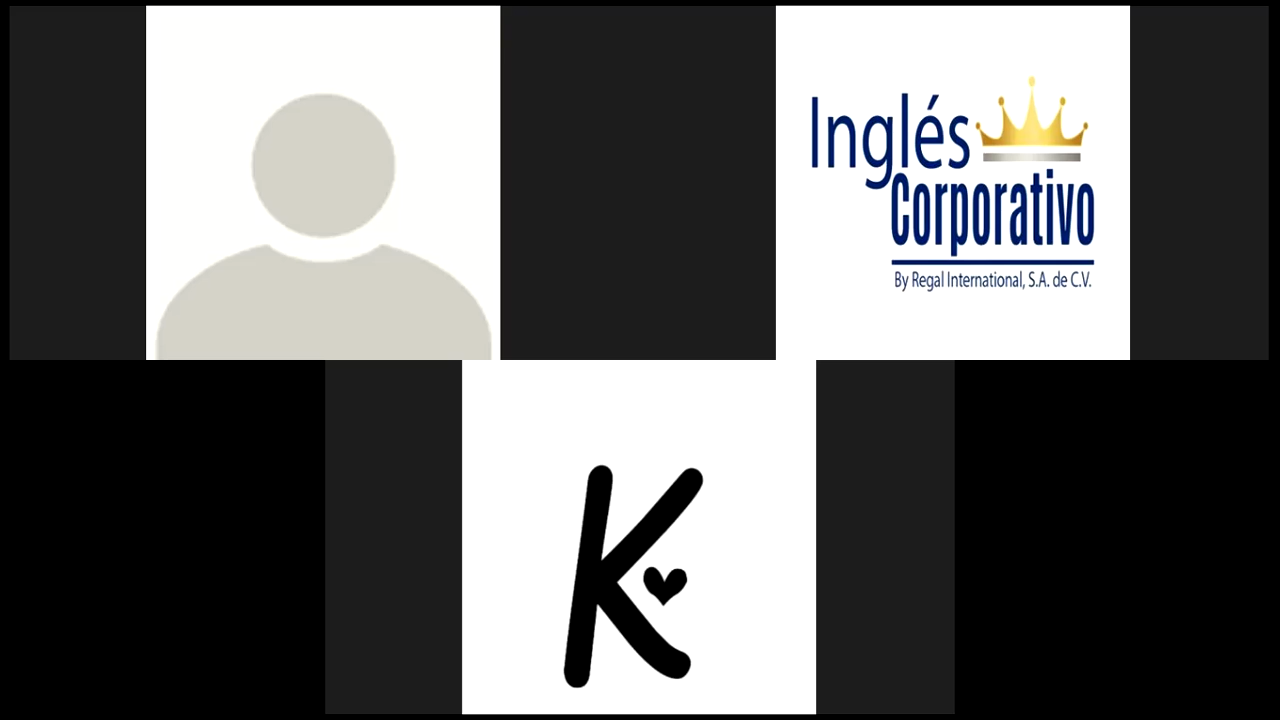 Inglés
Corporativo
By Regal International, S.A. de C.V.
K